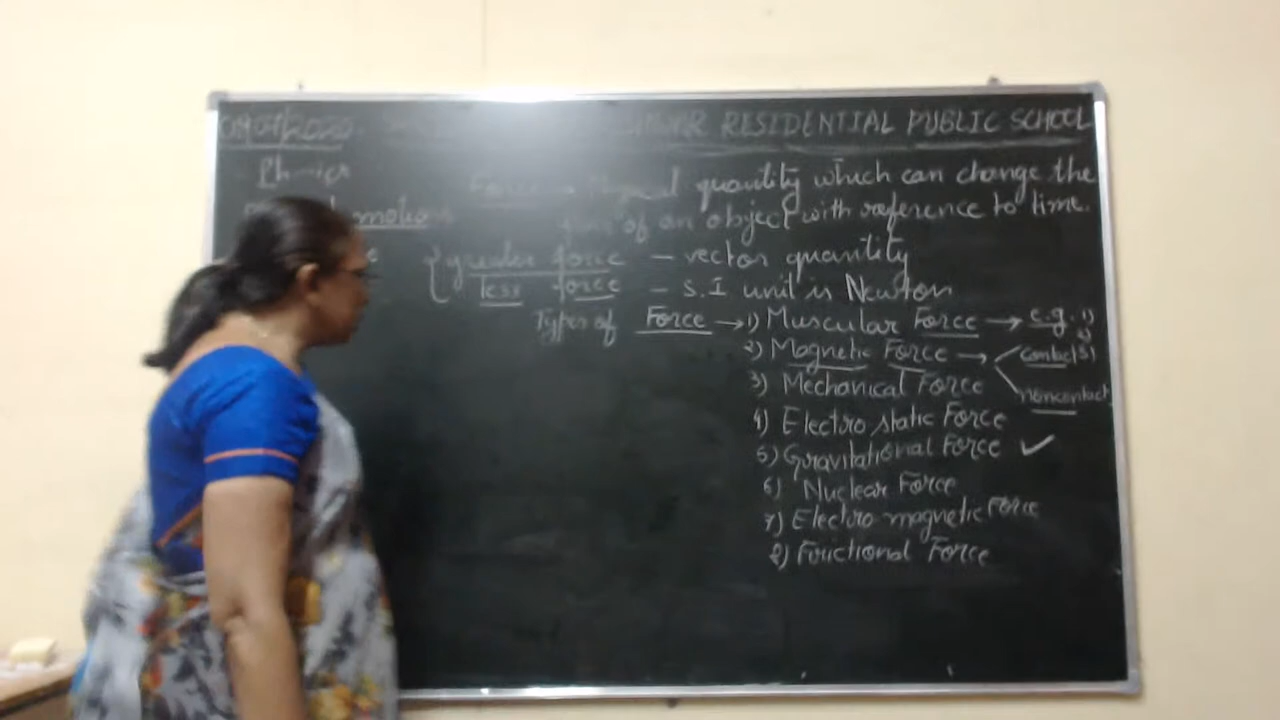 RESIDENTIAL PUBLIC SCHOOL
Physics
Force → quantity which can change the
motion of an object with reference to time.
greater force – vector quantity
less force – S.I unit is Newton
Types of Force → 1) Muscular Force → e.g. 1)
2)
2) Magnetic Force → contact(s)
noncontact
3) Mechanical Force
4) Electro static Force
5) Gravitational Force ✓
6) Nuclear Force
7) Electro magnetic Force
8) Frictional Force